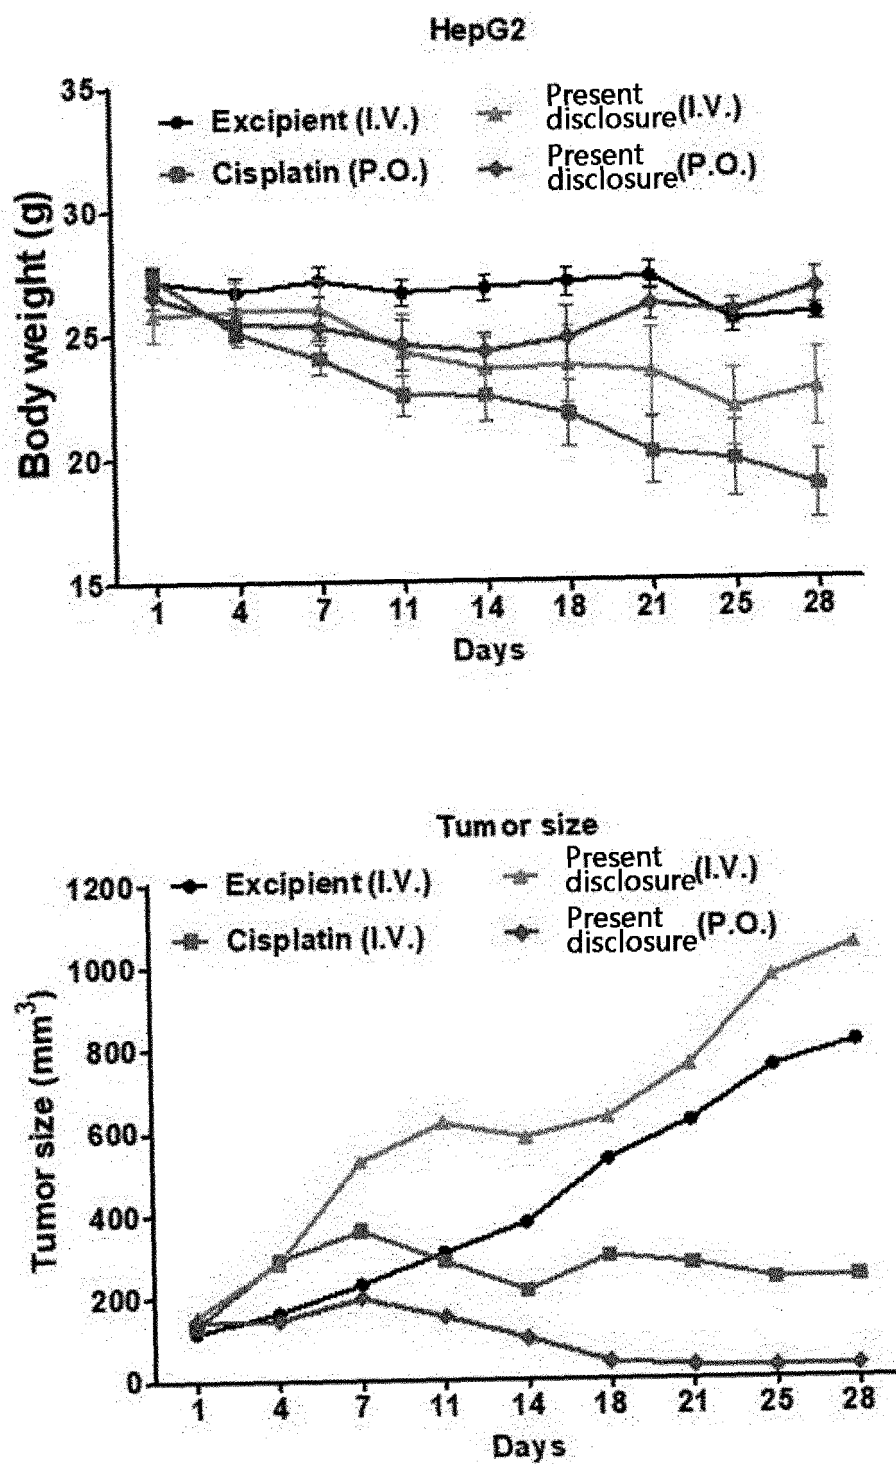 HepG2
35
Excipient (I.V.)
Present
disclosure (I.V.)
Cisplatin (P.O.)
Present
disclosure (P.O.)
30
25
20
15
Body weight (g)
1 4 7 11 14 18 21 25 28
Days
Tumor size
1200
Excipient (I.V.)
Present
disclosure (I.V.)
Cisplatin (I.V.)
Present
disclosure (P.O.)
1000
800
600
400
200
0
Tumor size (mm3)
1 4 7 11 14 18 21 25 28
Days